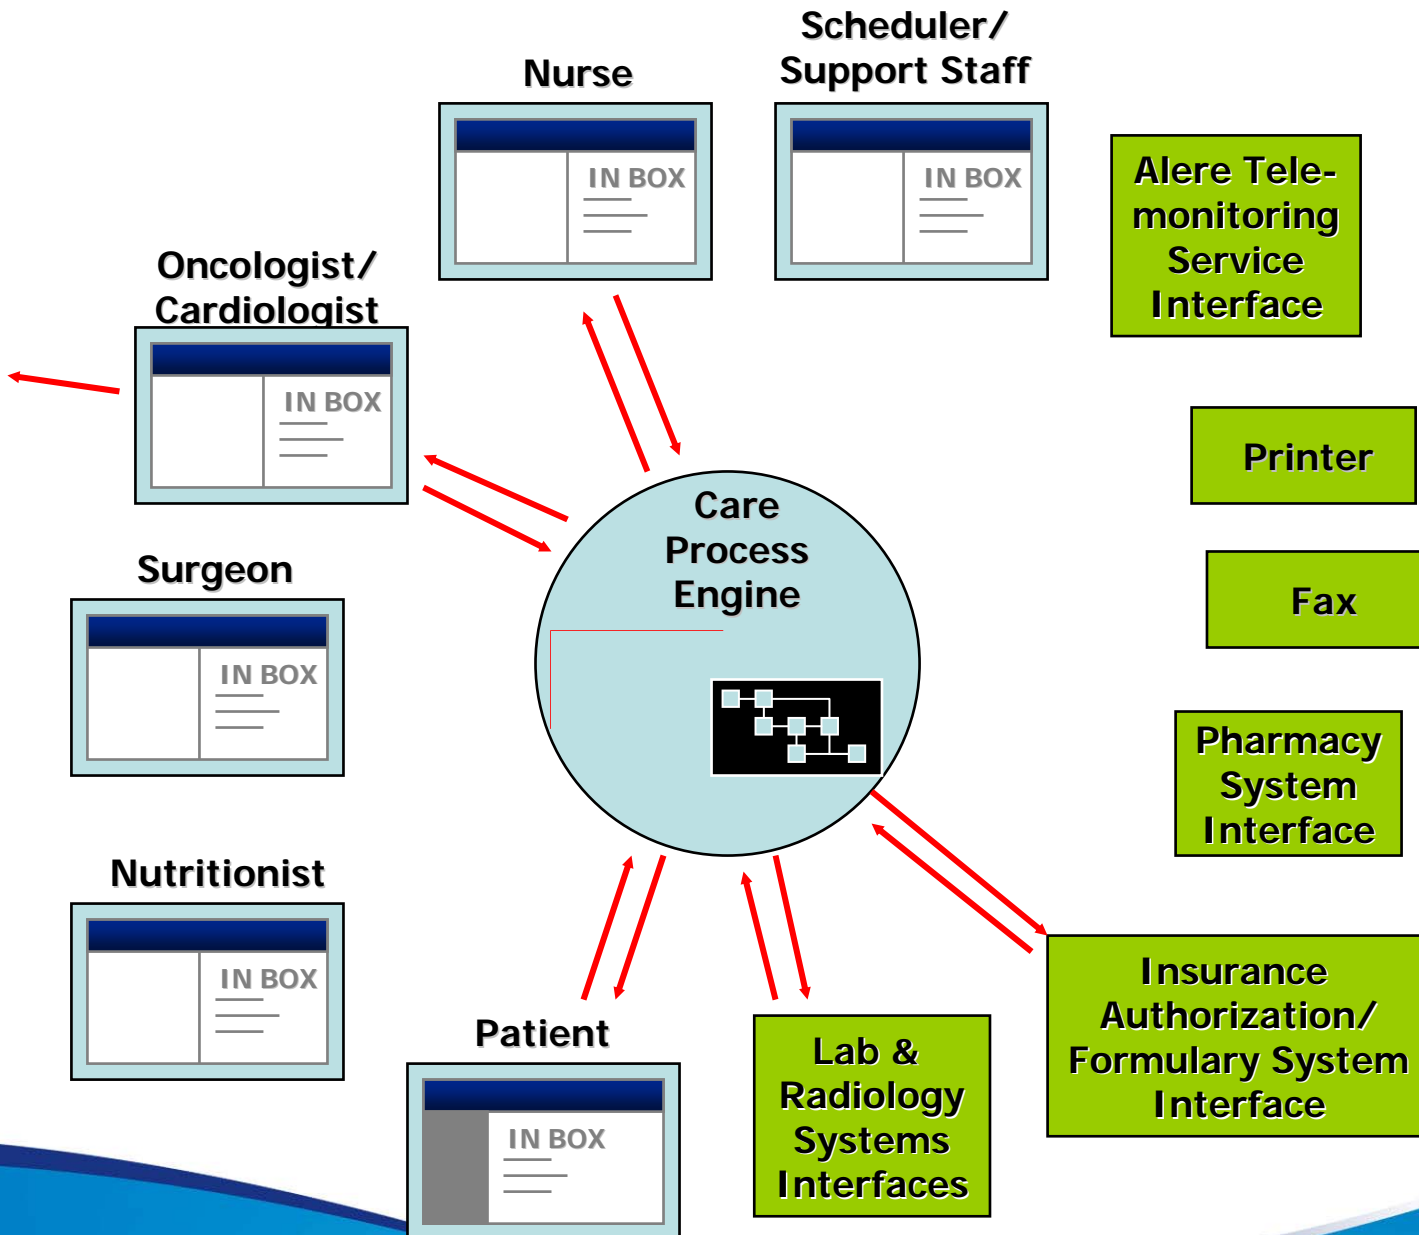 Scheduler/
Support Staff
Nurse
IN BOX
IN BOX
Alere Tele-
monitoring
Service
Interface
Oncologist/
Cardiologist
IN BOX
Printer
Care
Process
Engine
Surgeon
IN BOX
Fax
Pharmacy
System
Interface
Nutritionist
IN BOX
Insurance
Authorization/
Formulary System
Interface
Patient
IN BOX
Lab &
Radiology
Systems
Interfaces